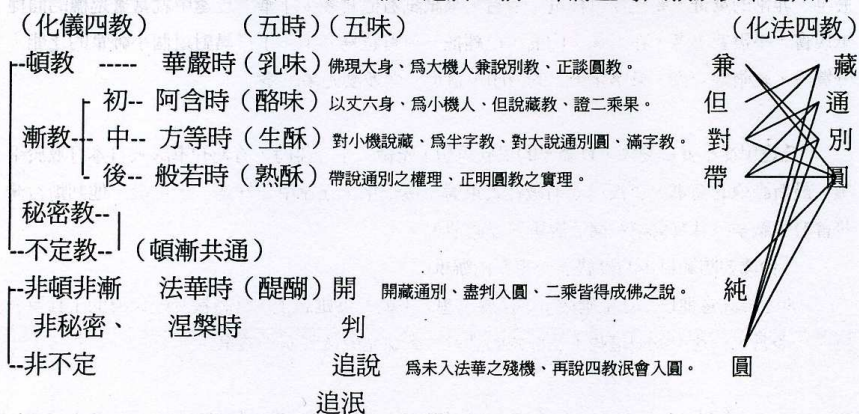 (化儀四教) (五時) (五味) (化法四教)
頓教 ----- 華嚴時 (乳味) 佛現大身、爲大機人兼說別教、正談圓教。 兼 藏
初-- 阿含時 (酪味) 以丈六身、爲小機人、但說藏教、證二乘果。 但 通
漸教-- 中-- 方等時 (生酥) 對小機說藏、爲半字教、對大說通別圓、滿字教。 對 別
後-- 般若時 (熟酥) 帶說通別之權理、正明圓教之實理。 帶 圓
秘密教--
--不定教-- (頓漸共通)
--非頓非漸 法華時 (醍醐) 開 開藏通別、盡判入圓、二乘皆得成佛之說。 純
非秘密、 涅槃時 判
--非不定 追說 爲未入法華之殘機、再說四教泯會入圓。 圓
追泯